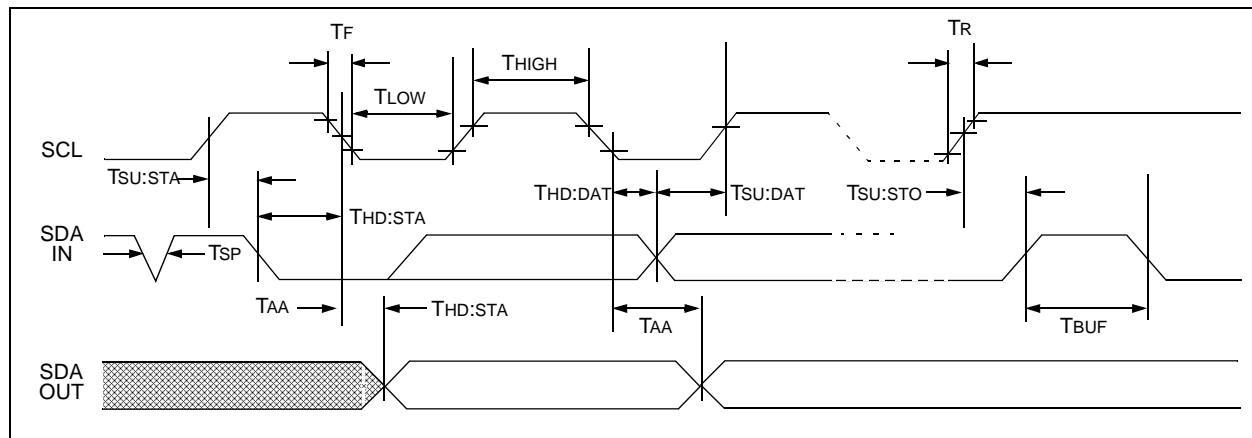 TF
TR
THIGH
TLOW
SCL
TSU:STA
THD:DAT
TSU:DAT
TSU:STO
THD:STA
SDA
IN
TSP
TAA
THD:STA
TAA
TBUF
SDA
OUT